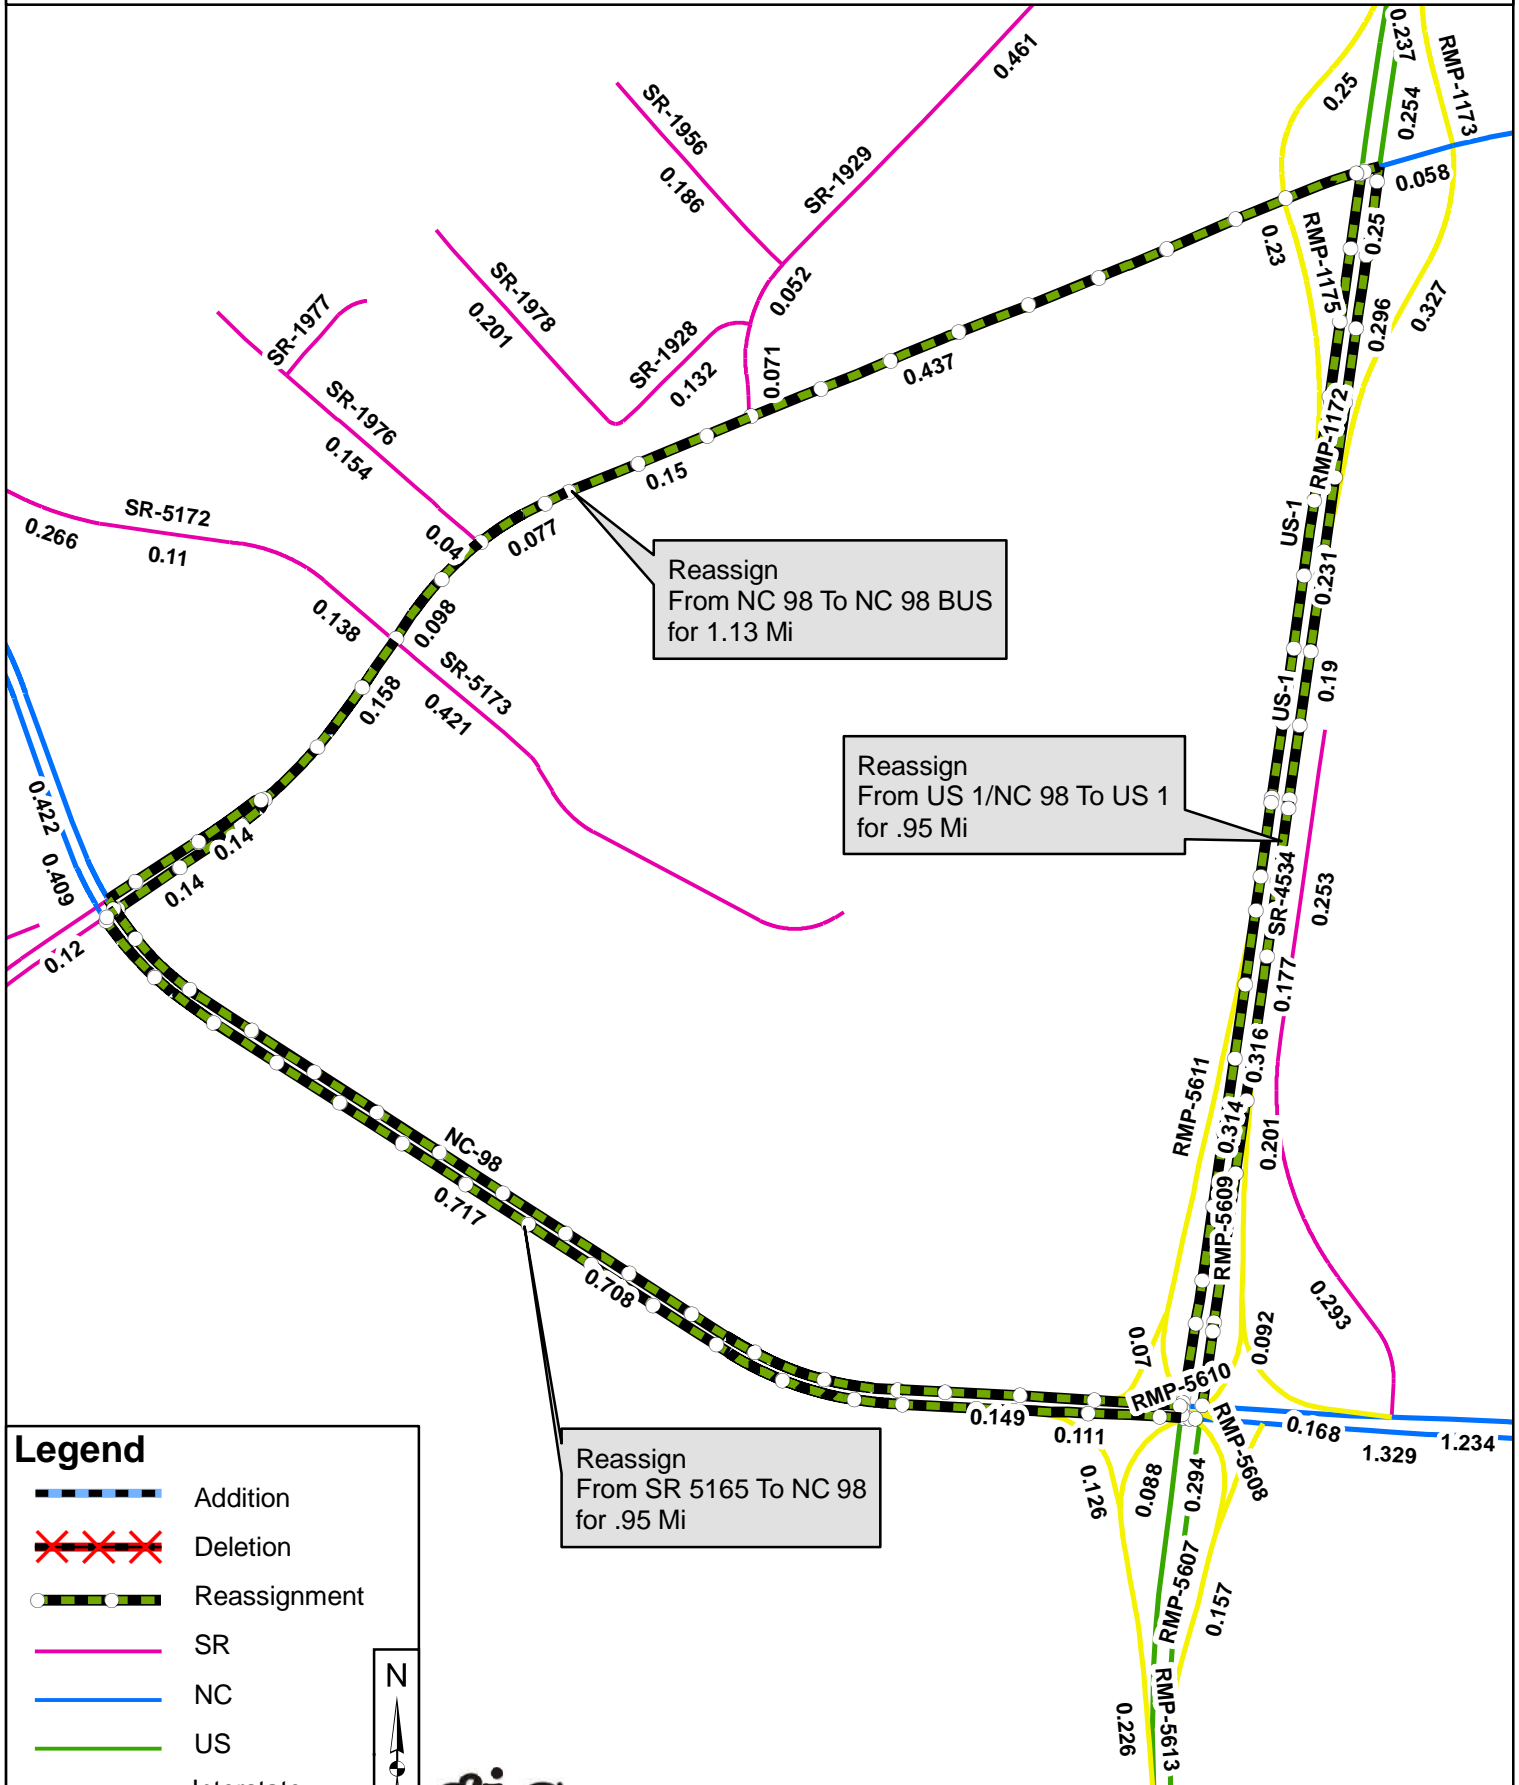 0.237
RMP-1173
0.461
0.25
0.254
SR-1956
0.186
SR-1929
0.058
0.23
RMP-1175
0.25
SR-1978
0.201
0.052
SR-1977
SR-1928
0.132
0.071
0.437
0.296
0.327
SR-1976
0.154
RMP-1172
0.15
SR-5172
0.266
0.11
0.04
0.077
US-1
0.231
Reassign
From NC 98 To NC 98 BUS
for 1.13 Mi
0.138
0.098
SR-5173
0.158
0.421
US-1
0.19
Reassign
From US 1/NC 98 To US 1
for .95 Mi
0.422
0.14
0.409
0.14
SR-4534
0.253
0.12
0.177
0.316
RMP-5611
0.314
0.201
NC-98
0.717
RMP-5609
0.708
0.293
0.07
0.092
RMP-5610
0.149
0.111
0.168
1.329
1.234
RMP-5608
0.126
0.088
0.294
Reassign
From SR 5165 To NC 98
for .95 Mi
RMP-5607
0.157
0.226
RMP-5613
Legend
Addition
Deletion
Reassignment
SR
NC
US
N